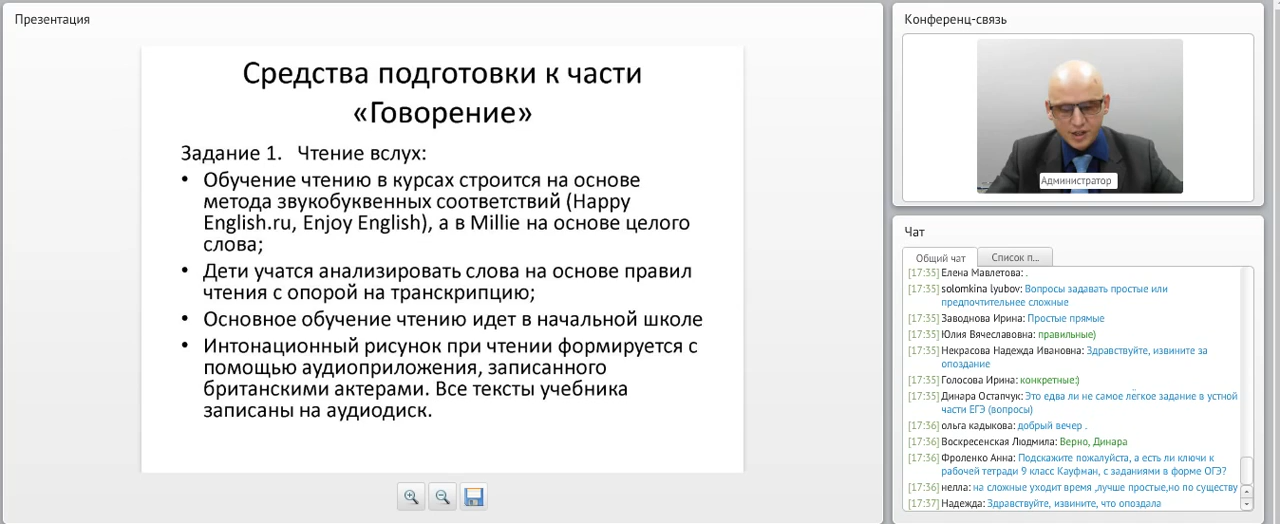 Презентация
Средства подготовки к части
«Говорение»
Задание 1. Чтение вслух:
• Обучение чтению в курсах строится на основе
метода звукобуквенных соответствий (Happy
English.ru, Enjoy English), а в Millie на основе целого
слова;
• Дети учатся анализировать слова на основе правил
чтения с опорой на транскрипцию;
• Основное обучение чтению идет в начальной школе
• Интонационный рисунок при чтении формируется с
помощью аудиоприложения, записанного
британскими актерами. Все тексты учебника
записаны на аудиодиск.
Конференц-связь
Администратор
Чат
Общий чат
Список п...
[17:35] Елена Мавлетова: .
[17:35] solomkina lyubov: Вопросы задавать простые или
предпочтительнее сложные
[17:35] Заводнова Ирина: Простые прямые
[17:35] Юлия Вячеславовна: правильные)
[17:35] Некрасова Надежда Ивановна: Здравствуйте, извините за
опоздание
[17:35] Голосова Ирина: конкретные:)
[17:35] Динара Остапчук: Это едва ли не самое лёгкое задание в устной
части ЕГЭ (вопросы)
[17:36] ольга кадыкова: добрый вечер .
[17:36] Воскресенская Людмила: Верно, Динара
[17:36] Фроленко Анна: Подскажите пожалуйста, а есть ли ключи к
рабочей тетради 9 класс Кауфман, с заданиями в форме ОГЭ?
[17:36] нелла: на сложные уходит время ,лучше простые,но по существу
[17:37] Надежда: Здравствуйте, извините, что опоздала